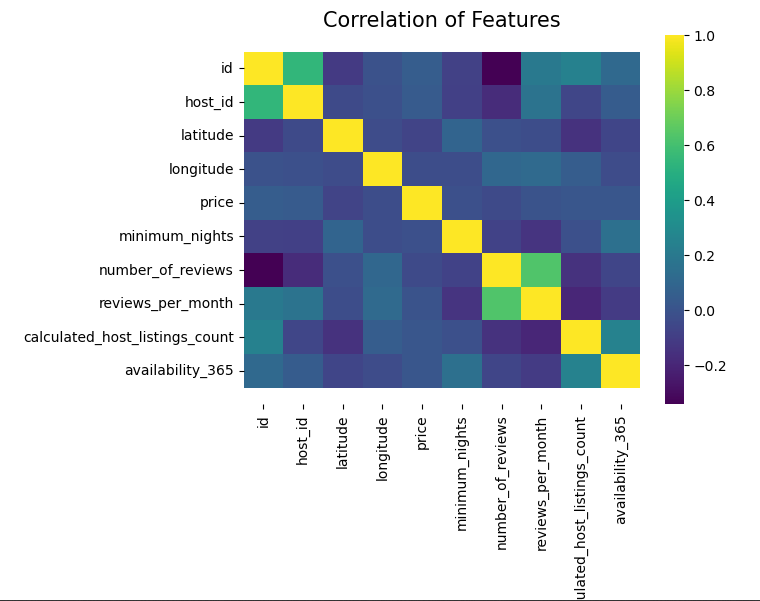 Correlation of Features
id
host_id
latitude
longitude
price
minimum_nights
number_of_reviews
reviews_per_month
calculated_host_listings_count
availability_365
1.0
0.8
0.6
0.4
0.2
0.0
−0.2
id
host_id
latitude
longitude
price
minimum_nights
number_of_reviews
reviews_per_month
ulated_host_listings_count
availability_365